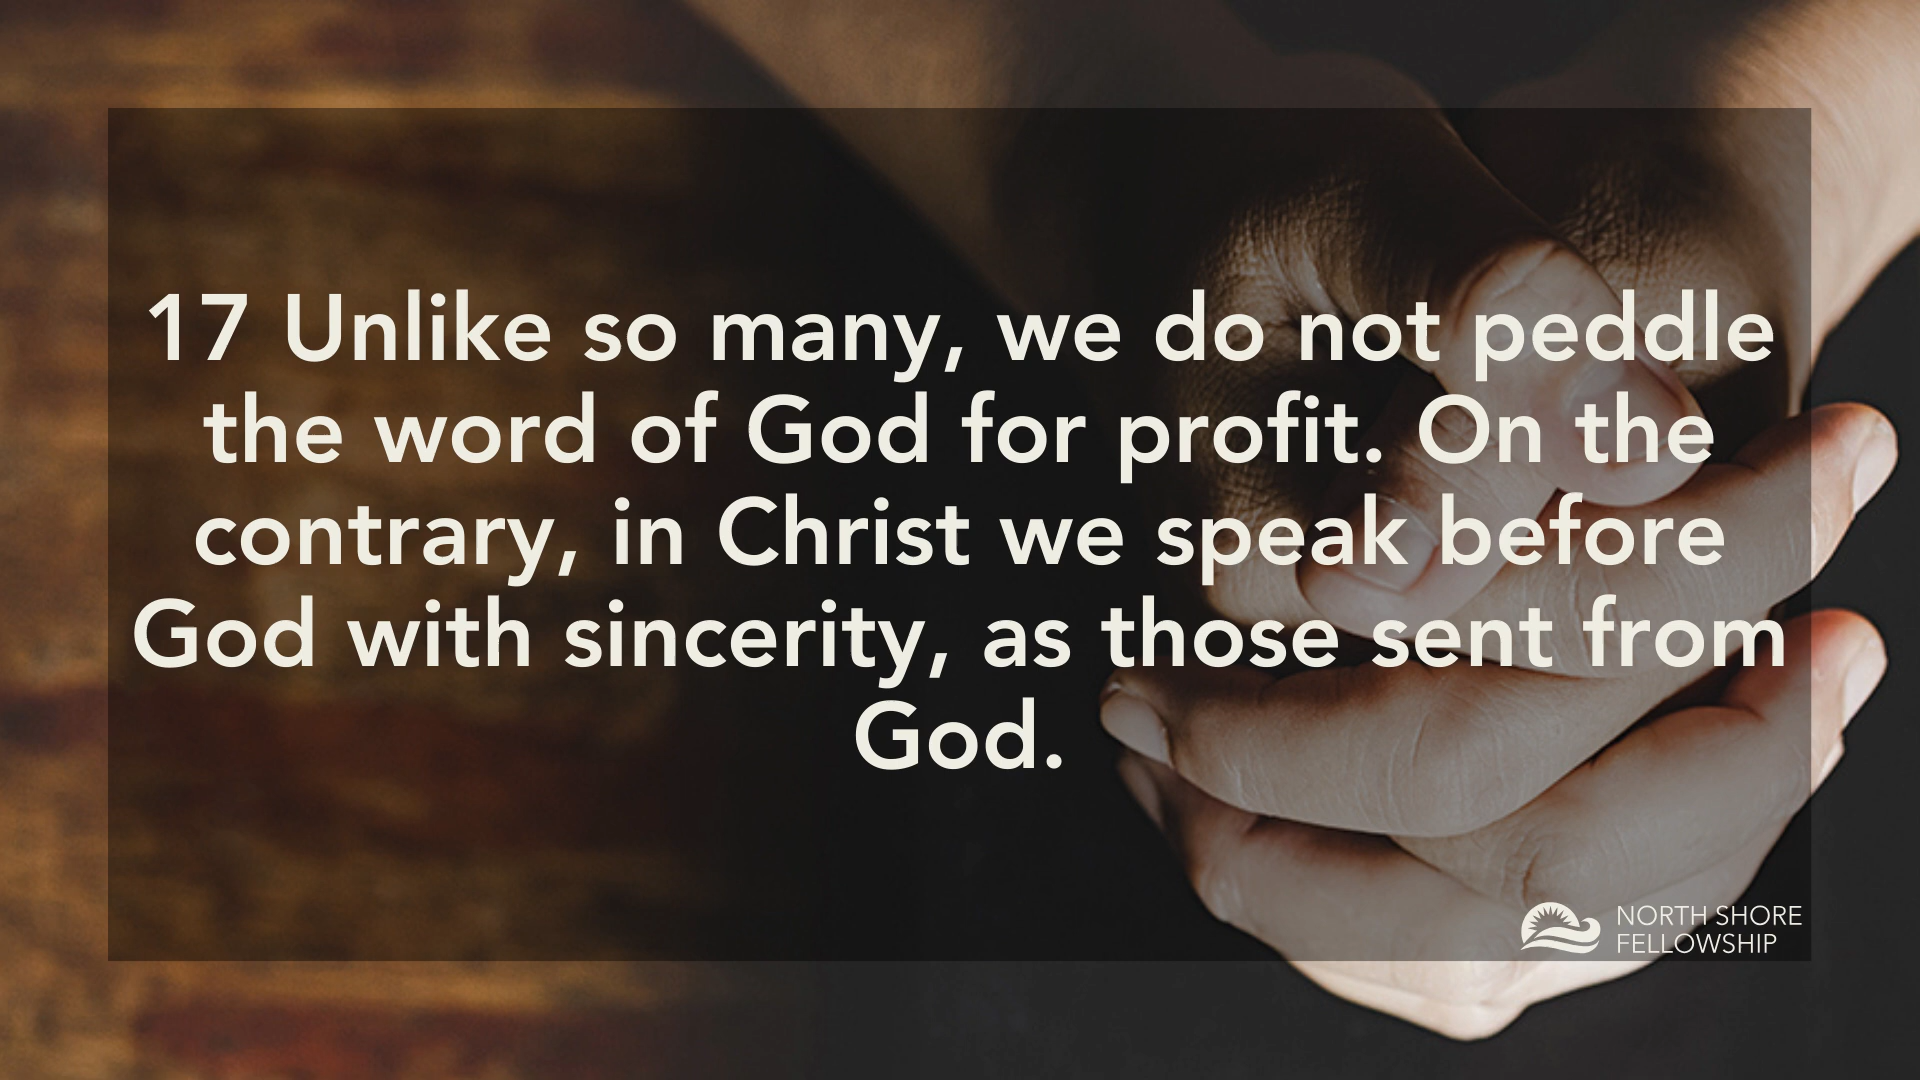 17 Unlike so many, we do not peddle
the word of God for profit. On the
contrary, in Christ we speak before
God with sincerity, as those sent from
God.
NORTH SHORE
FELLOWSHIP